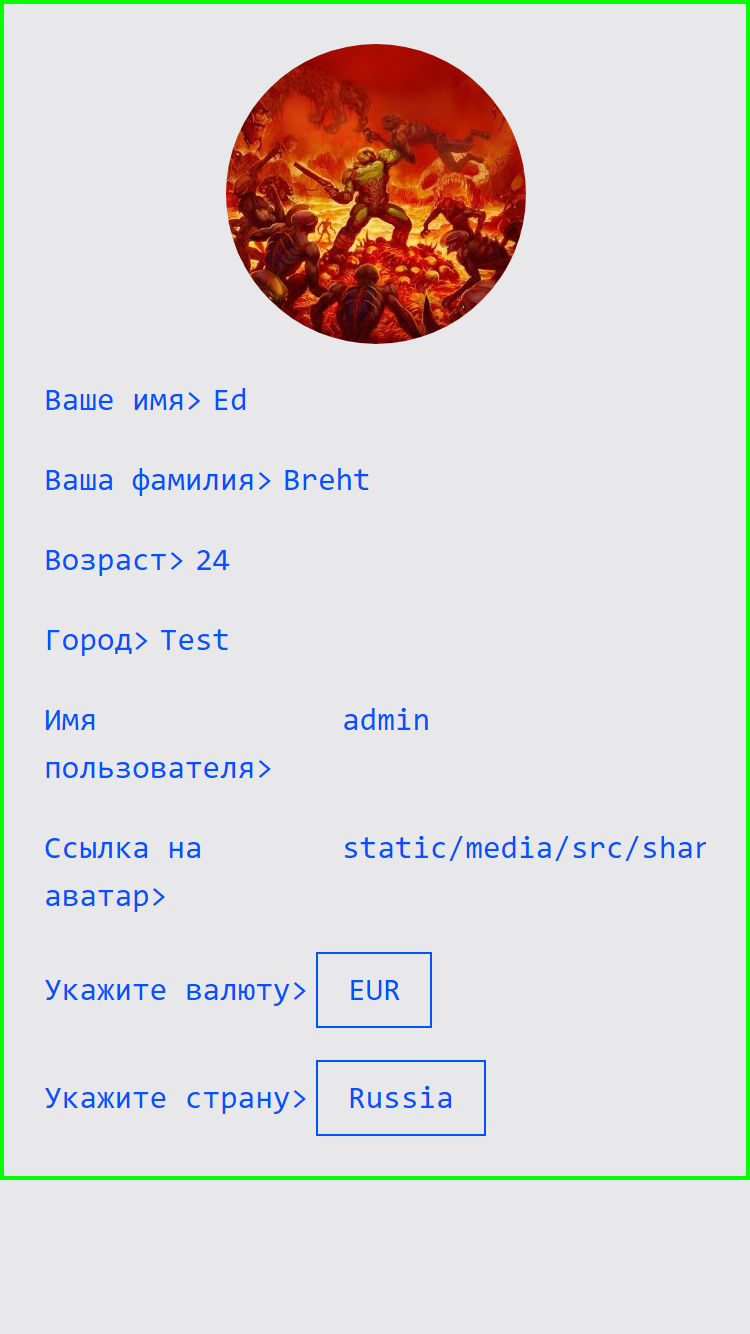 Ваше имя> Ed
Ваша фамилия> Breht
Возраст> 24
Город> Test
Имя admin
пользователя>
Ссылка на static/media/src/shar
аватар>
Укажите валюту> EUR
Укажите страну> Russia